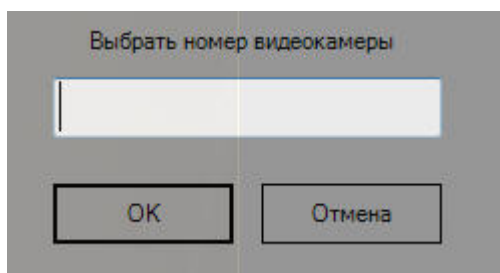 Выбрать номер видеокамеры
OK
Отмена